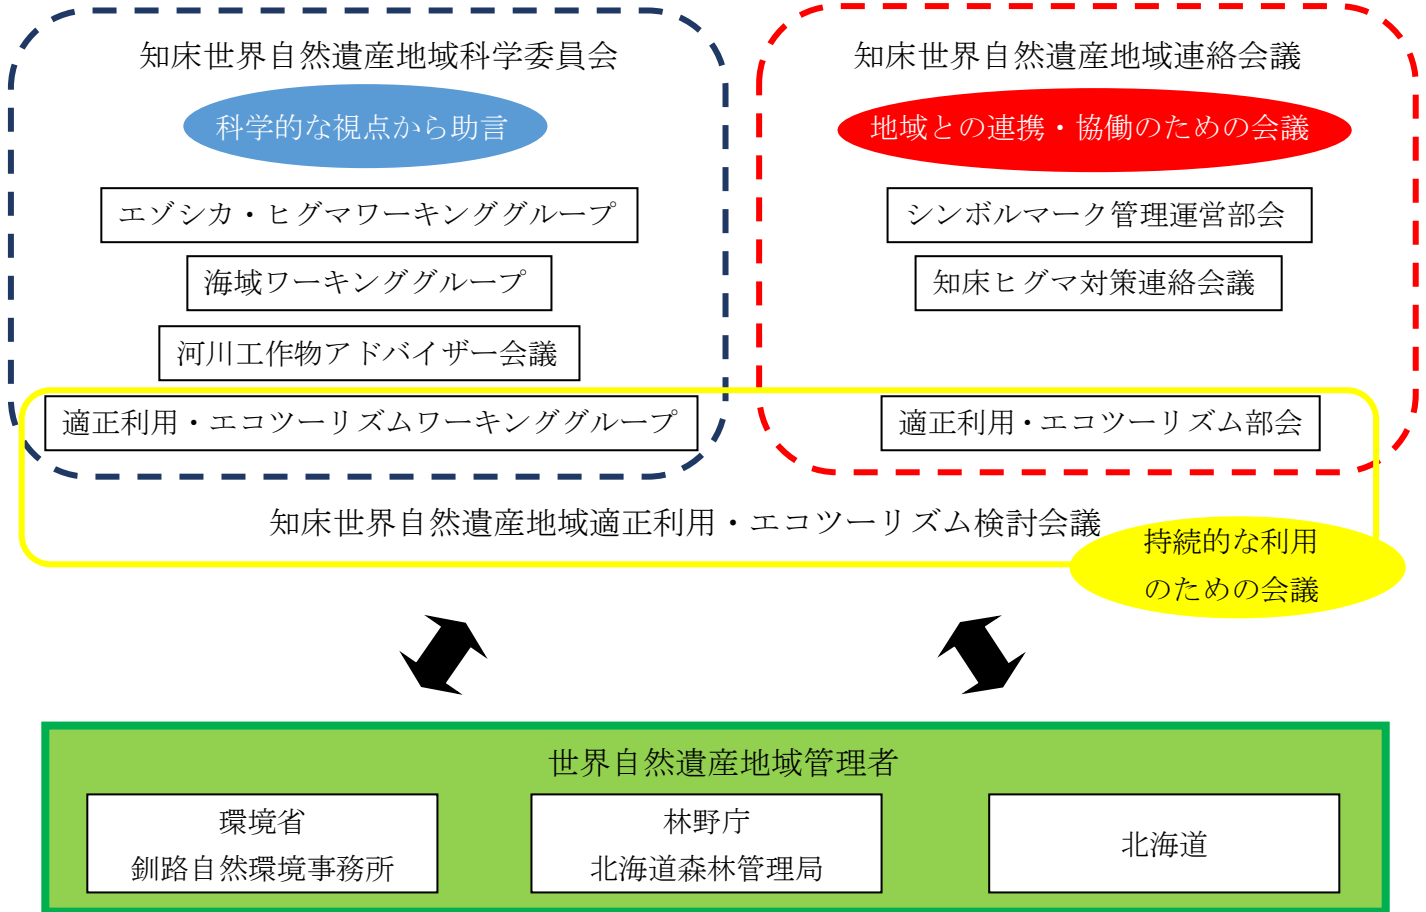 知床世界自然遺産地域科学委員会
科学的な視点から助言
エゾシカ・ヒグマワーキンググループ
海域ワーキンググループ
河川工作物アドバイザー会議
適正利用・エコツーリズムワーキンググループ
知床世界自然遺産地域連絡会議
地域との連携・協働のための会議
シンボルマーク管理運営部会
知床ヒグマ対策連絡会議
適正利用・エコツーリズム部会
知床世界自然遺産地域適正利用・エコツーリズム検討会議
持続的な利用
のための会議
世界自然遺産地域管理者
環境省
釧路自然環境事務所
林野庁
北海道森林管理局
北海道